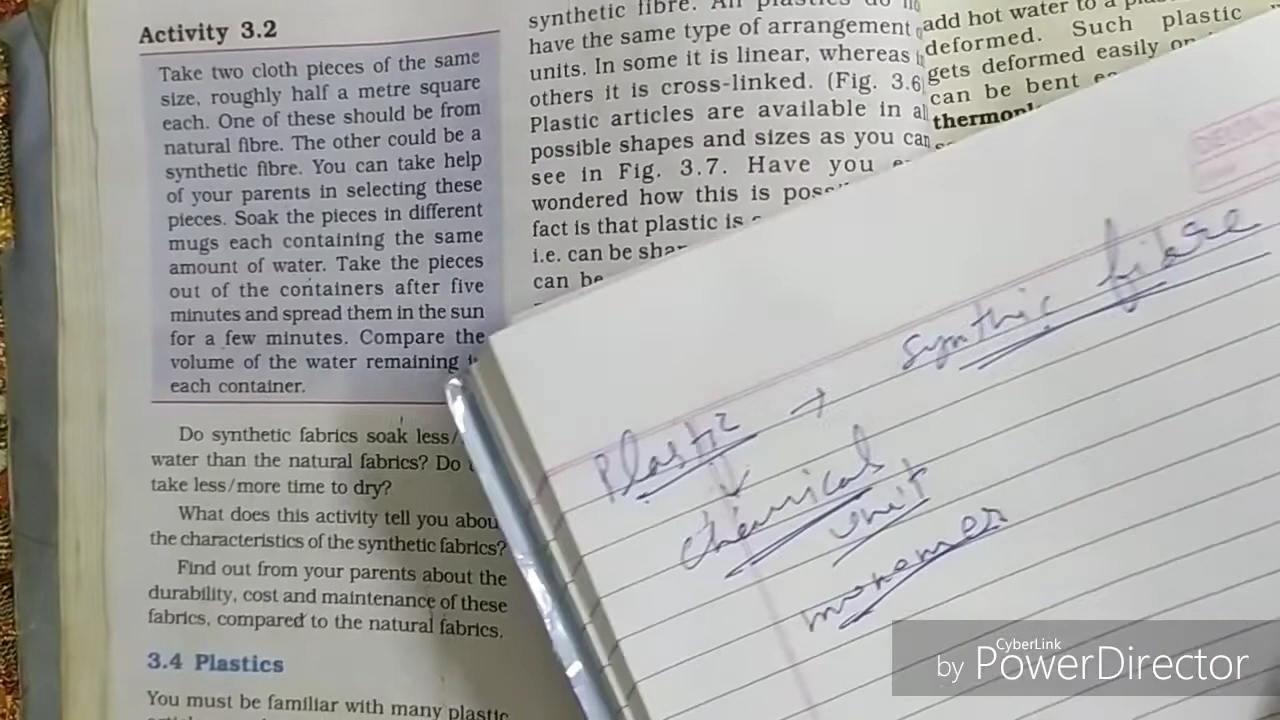 Activity 3.2
Take two cloth pieces of the same
size, roughly half a metre square
each. One of these should be from
natural fibre. The other could be a
synthetic fibre. You can take help
of your parents in selecting these
pieces. Soak the pieces in different
mugs each containing the same
amount of water. Take the pieces
out of the containers after five
minutes and spread them in the sun
for a few minutes. Compare the
volume of the water remaining
each container.
Do synthetic fabrics soak less/
water than the natural fabrics? Do
take less/more time to dry?
What does this activity tell you abou
the characteristics of the synthetic fabrics?
Find out from your parents about the
durability, cost and maintenance of these
fabrics, compared to the natural fabrics.
3.4 Plastics
You must be familiar with many plastic
synthetic fibre. All plastics do no
have the same type of arrangement
units. In some it is linear, whereas
others it is cross-linked. (Fig. 3.6
Plastic articles are available in al
possible shapes and sizes as you can
see in Fig. 3.7. Have you
wondered how this is poss
fact is that plastic is
i.e. can be sha
can be
add hot water to a pla
deformed. Such plastic
gets deformed easily on
can be bent ea
thermopl
Plastic + synthic fibre
chemical
unit
monomer
CyberLink
by PowerDirector